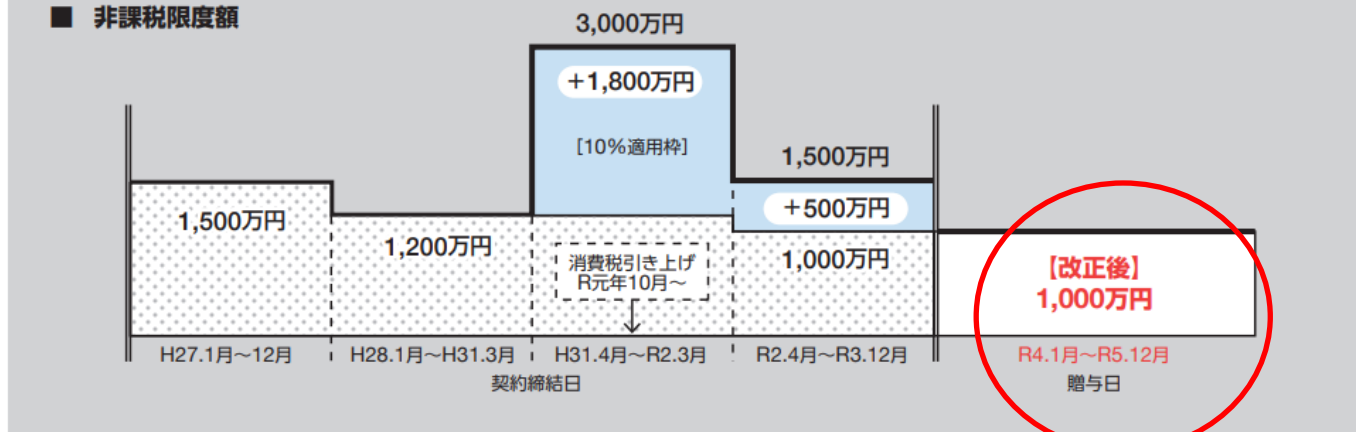 ■ 非課税限度額
3,000万円
+1,800万円
[10%適用枠]
1,500万円
+500万円
1,500万円
1,200万円
消費税引き上げ
R元年10月～
1,000万円
【改正後】
1,000万円
H27.1月～12月
H28.1月～H31.3月
H31.4月～R2.3月
R2.4月～R3.12月
R4.1月～R5.12月
契約締結日
贈与日